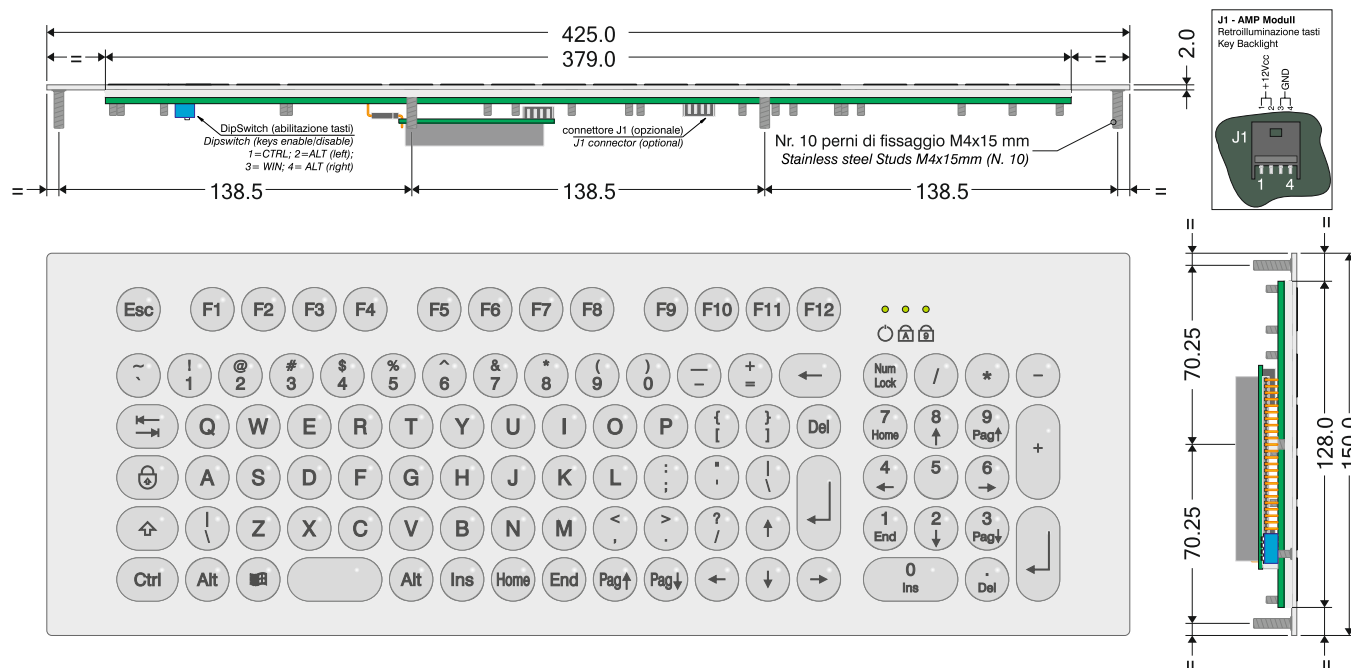 425.0
379.0
=
=
2.0
DipSwitch (abilitazione tasti)
Dipswitch (keys enable/disable)
1=CTRL; 2=ALT (left);
3= WIN; 4= ALT (right)
connettore J1 (opzionale)
J1 connector (optional)
Nr. 10 perni di fissaggio M4x15 mm
Stainless steel Studs M4x15mm (N. 10)
=
138.5
138.5
138.5
=
J1 - AMP ModuII
Retroilluminazione tasti
Key Backlight
+12Vcc
GND
1
2
3
4
J1
1 4
Esc F1 F2 F3 F4 F5 F6 F7 F8 F9 F10 F11 F12
A 9
~ ! @ # $ % ^ & * ( ) — +
` 1 2 3 4 5 6 7 8 9 0 – = ←
Num Lock / * -
Q W E R T Y U I O P { [ } ] Del
7 Home 8 ↑ 9 Pag↑ +
A S D F G H J K L : ; " ' | \
4 ← 5 6 →
| \ Z X C V B N M < , > . ? / ↑
1 End 2 ↓ 3 Pag↓
Ctrl Alt Alt Ins Home End Pag↑ Pag↓ ← ↓ →
0 Ins . Del
=
=
70.25
70.25
128.0
150.0
=
=